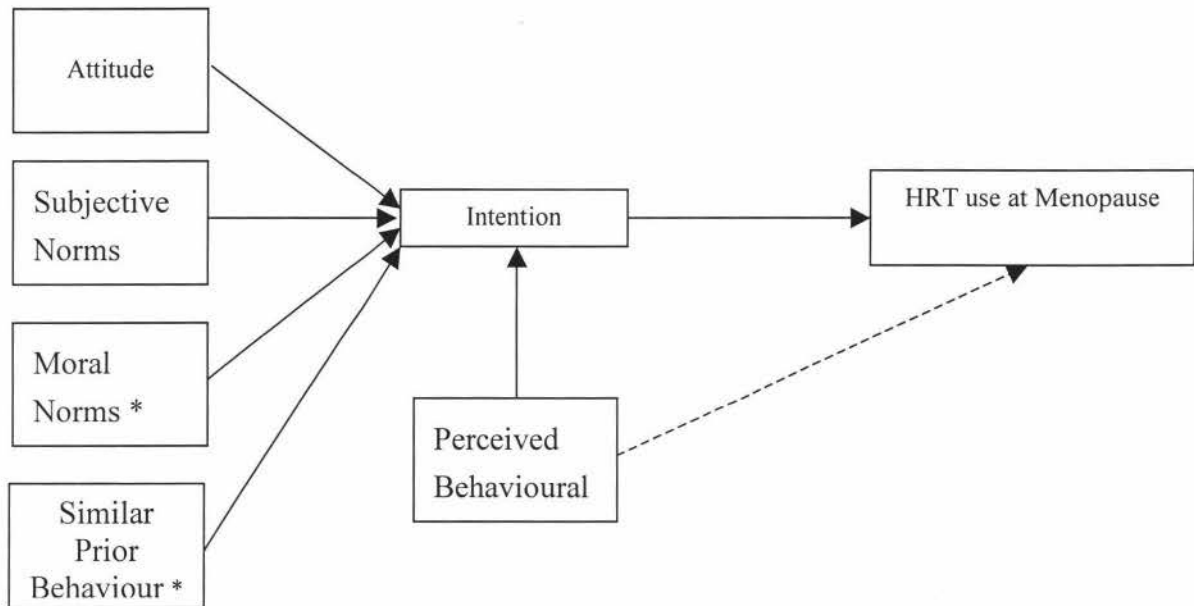 Attitude
Subjective
Norms
Moral
Norms *
Similar
Prior
Behaviour *
Intention
Perceived
Behavioural
HRT use at Menopause